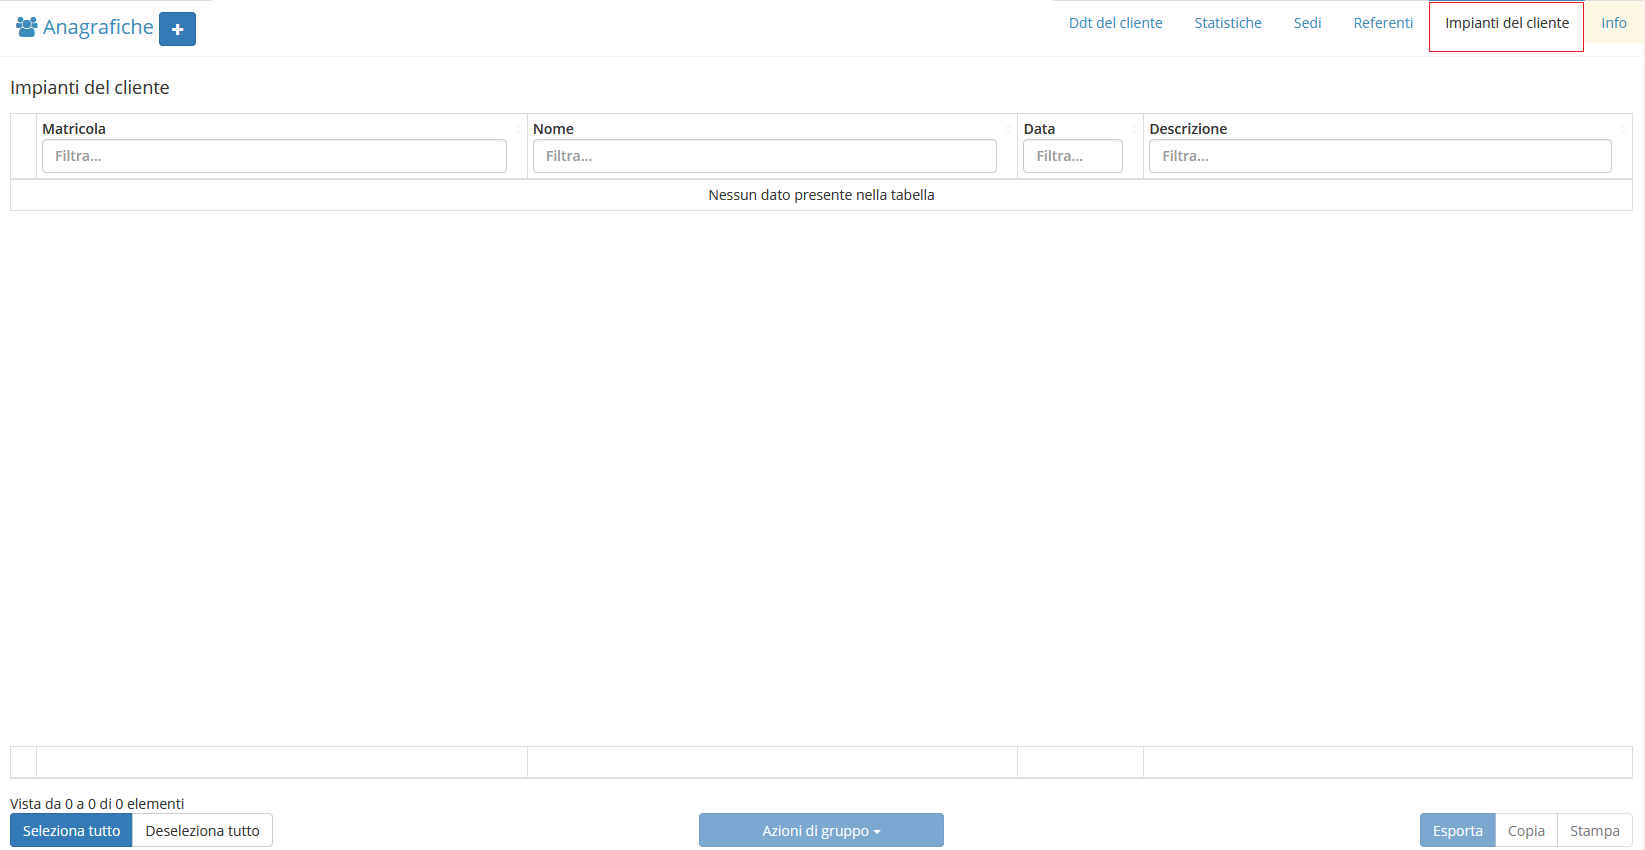 Anagrafiche +
Ddt del cliente Statistiche Sedi Referenti Impianti del cliente Info
Impianti del cliente
Matricola Nome Data Descrizione
Filtra... Filtra... Filtra... Filtra...
Nessun dato presente nella tabella
Vista da 0 a 0 di 0 elementi
Seleziona tutto Deseleziona tutto Azioni di gruppo Esporta Copia Stampa